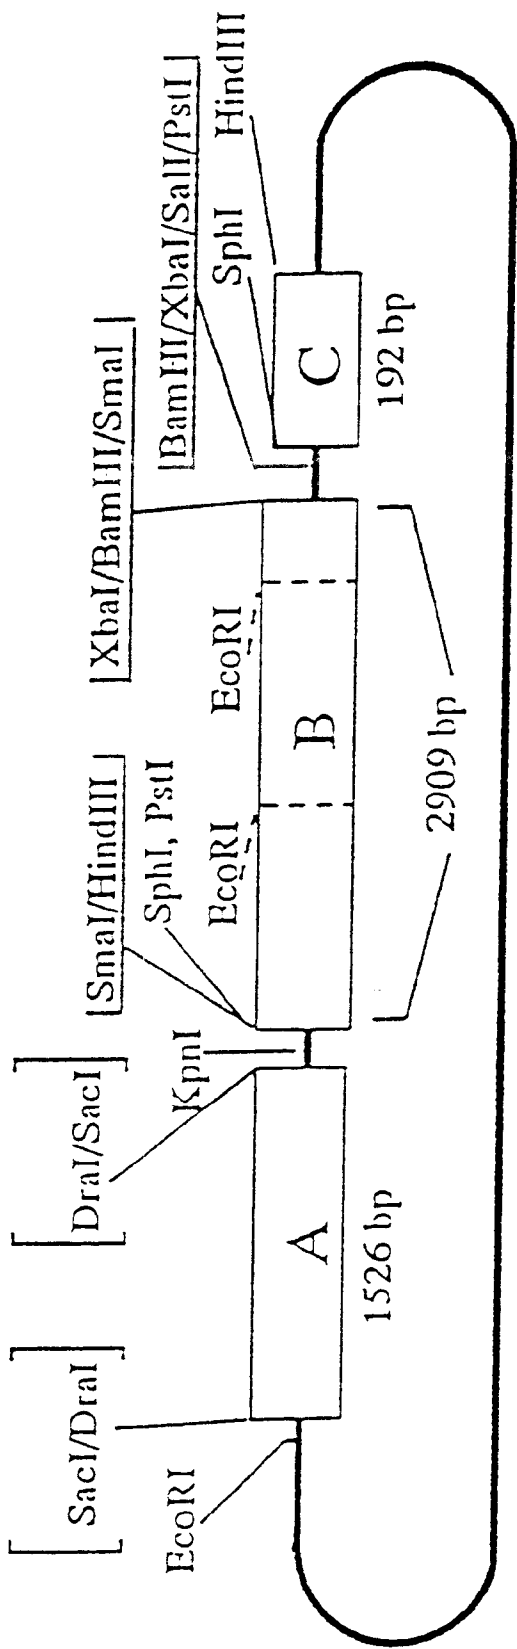 [SacI/DraI]
EcoRI
A
1526 bp
[DraI/SacI]
KpnI
|SmaI/HindIII|
SphI, PstI
EcoRI
EcoRI
B
2909 bp
|XbaI/BamHI/SmaI|
|BamHI/XbaI/SalI/PstI|
SphI
HindIII
C
192 bp